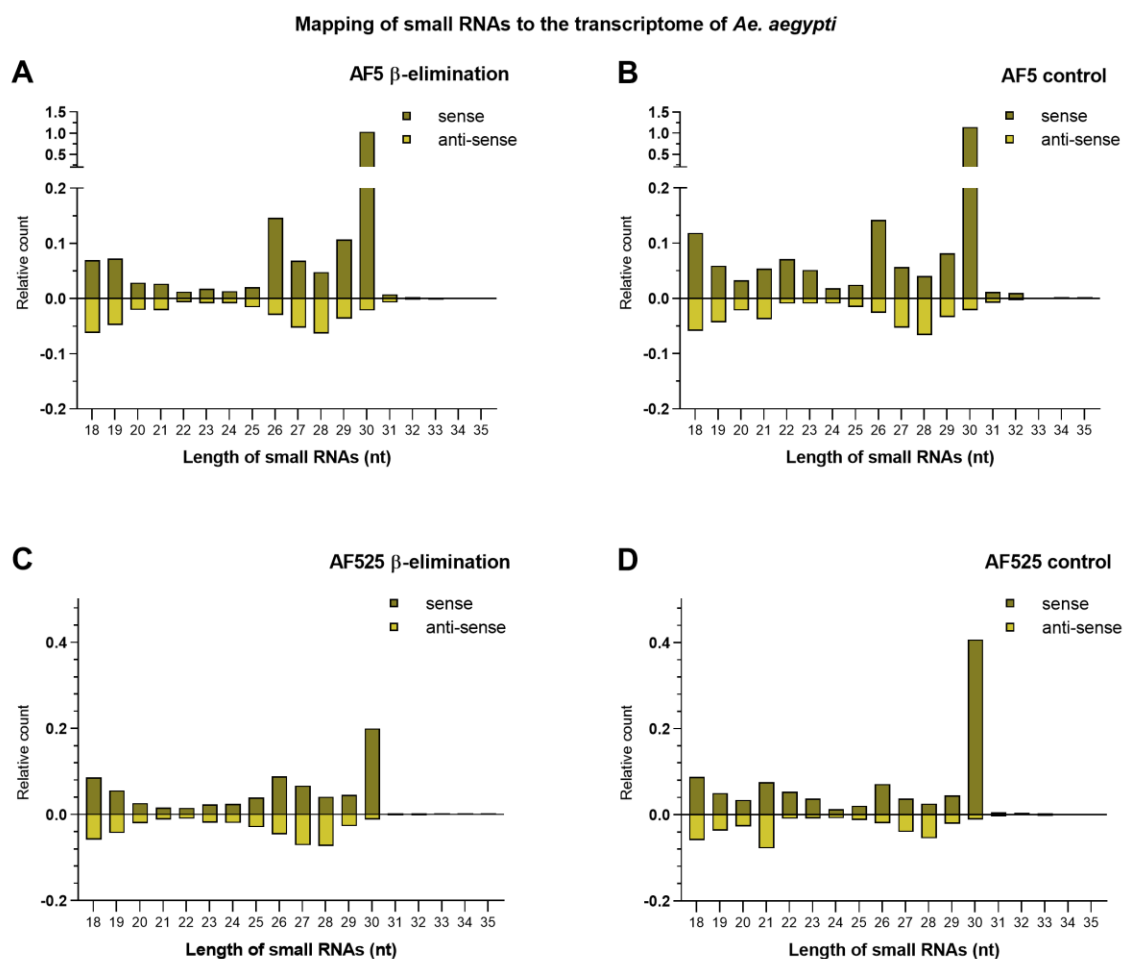 Mapping of small RNAs to the transcriptome of Ae. aegypti
A
AF5 β-elimination
sense
anti-sense
1.5
1.0
0.5
0.2
0.1
0.0
-0.1
-0.2
Relative count
18 19 20 21 22 23 24 25 26 27 28 29 30 31 32 33 34 35
Length of small RNAs (nt)
B
AF5 control
sense
anti-sense
1.5
1.0
0.5
0.2
0.1
0.0
-0.1
-0.2
Relative count
18 19 20 21 22 23 24 25 26 27 28 29 30 31 32 33 34 35
Length of small RNAs (nt)
C
AF525 β-elimination
sense
anti-sense
0.4
0.2
0.0
-0.2
Relative count
18 19 20 21 22 23 24 25 26 27 28 29 30 31 32 33 34 35
Length of small RNAs (nt)
D
AF525 control
sense
anti-sense
0.4
0.2
0.0
-0.2
Relative count
18 19 20 21 22 23 24 25 26 27 28 29 30 31 32 33 34 35
Length of small RNAs (nt)